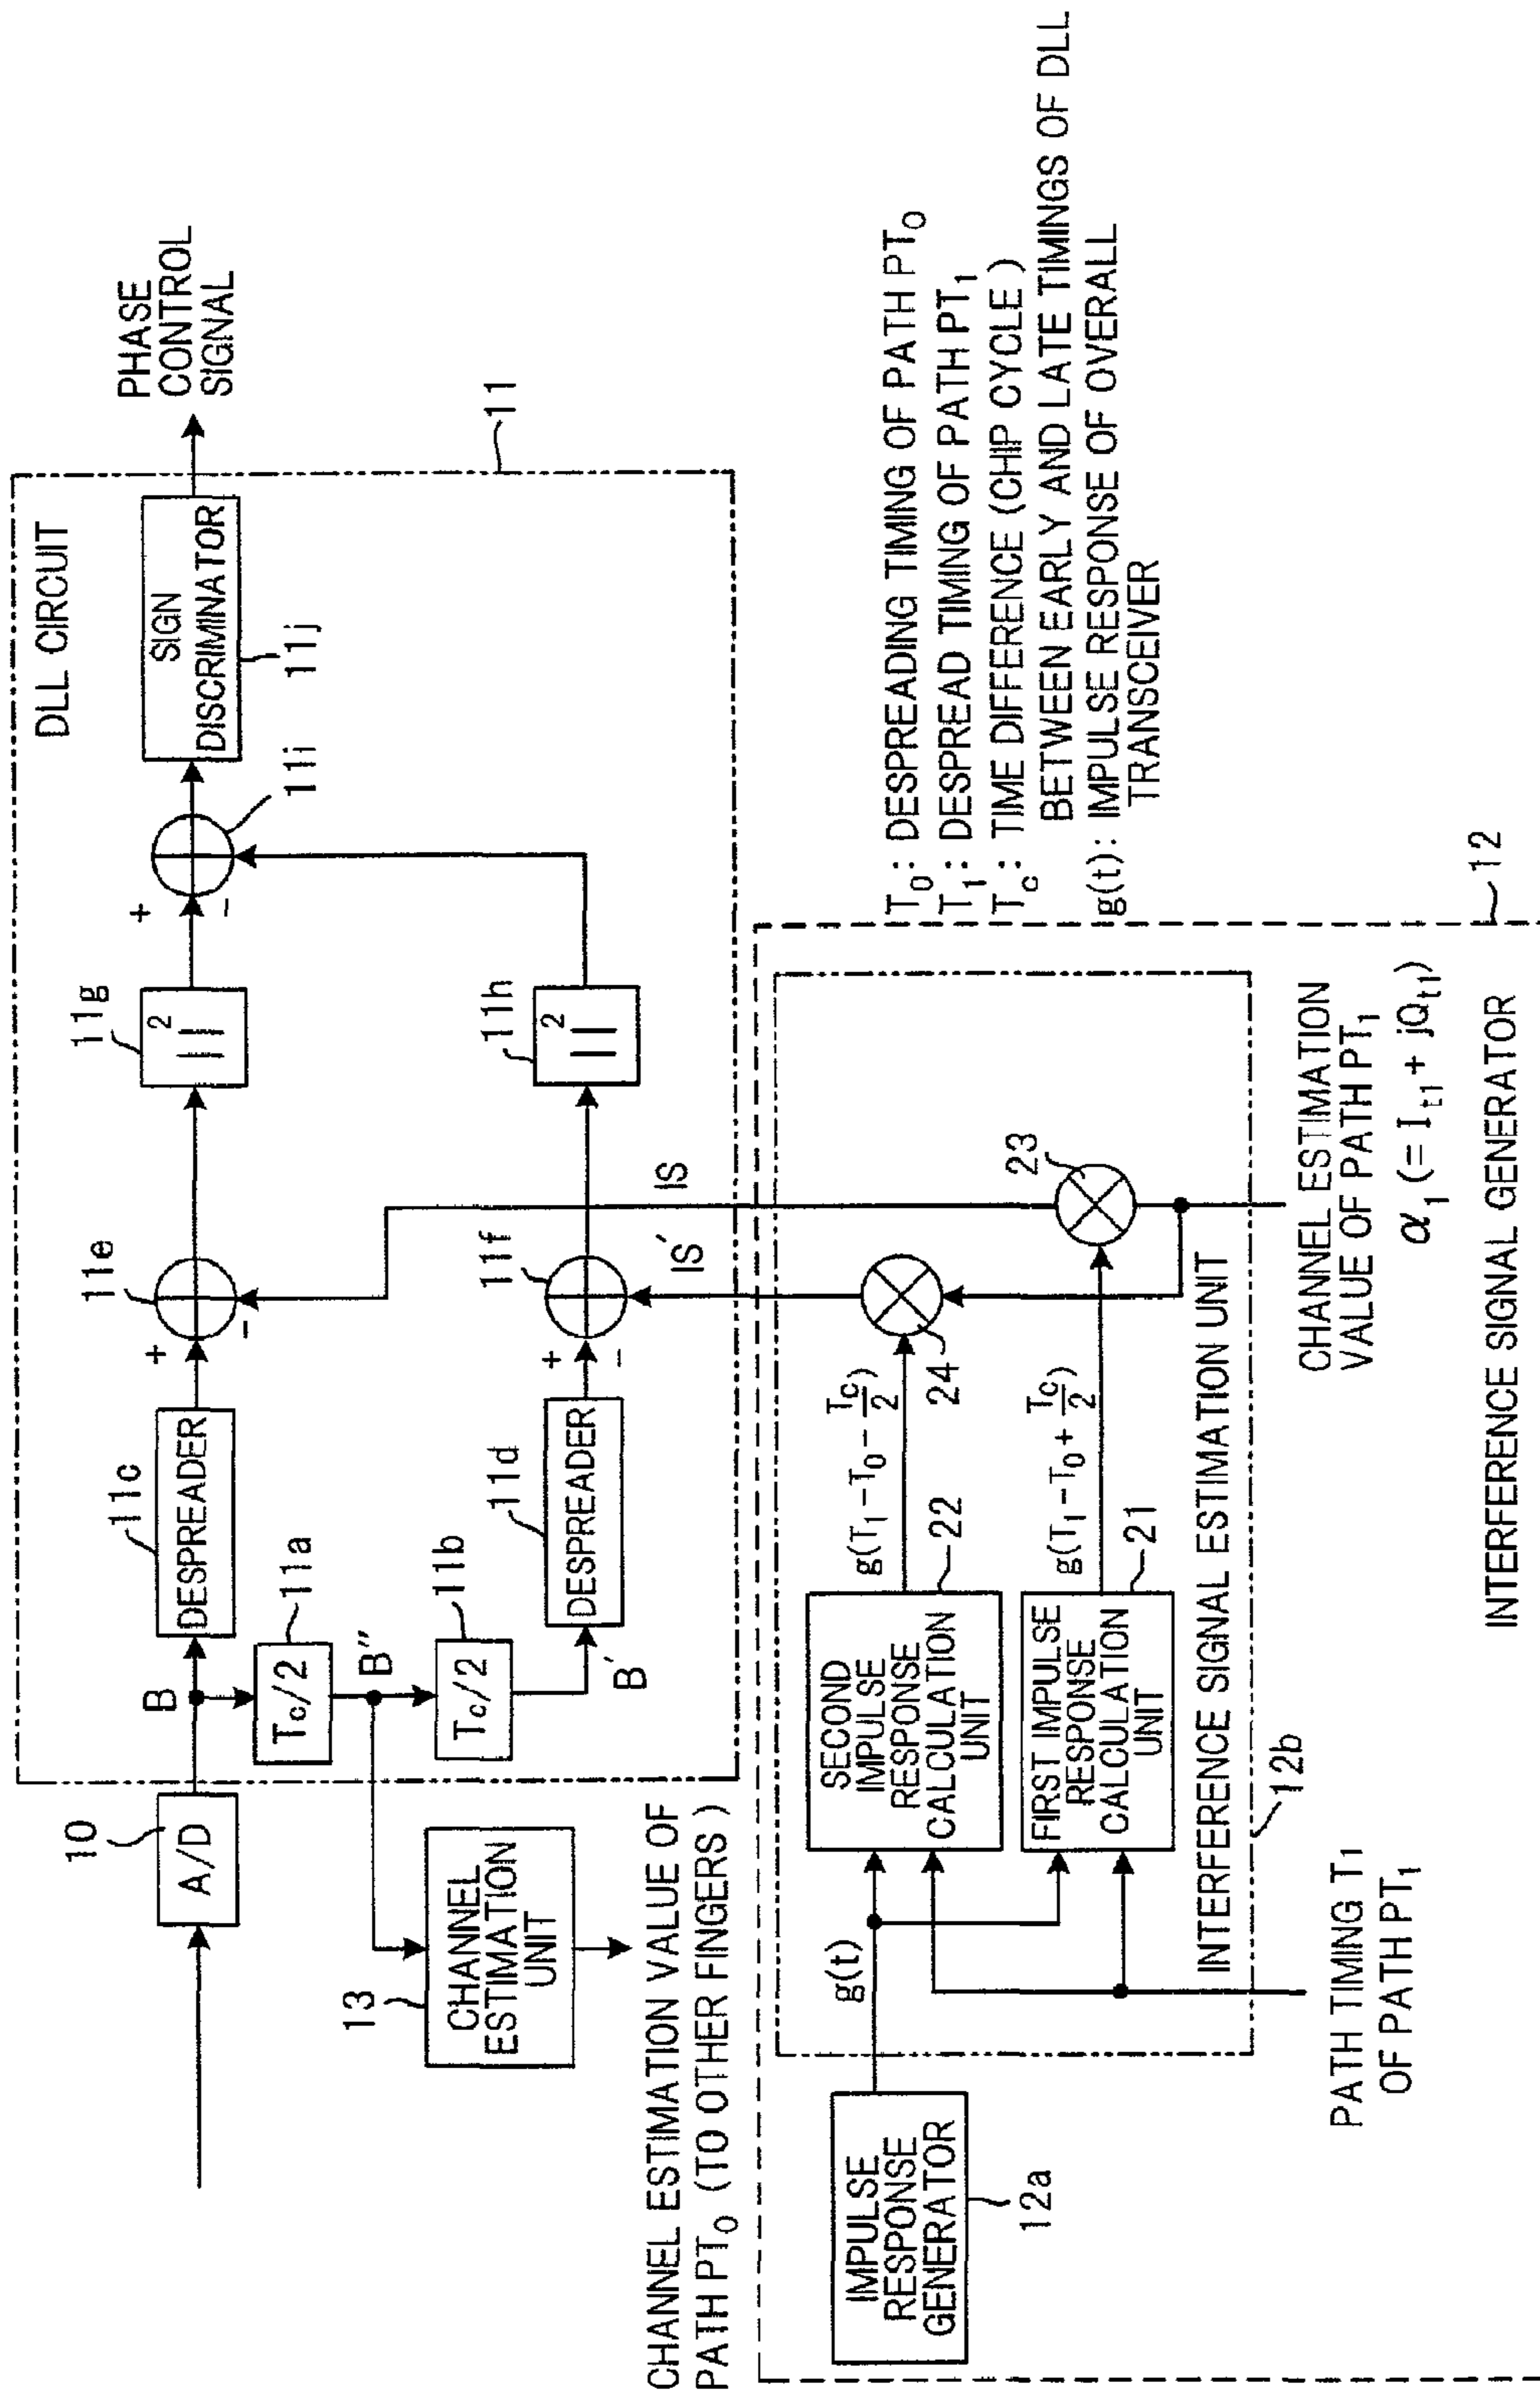 DLL CIRCUIT
11
10
A/D
B
11c
DESPREADER
+
-
11e
11g
| |²
+
-
11i
SIGN
DISCRIMINATOR
11j
PHASE
CONTROL
SIGNAL
11a
Tc/2
B″
11b
Tc/2
B′
11d
DESPREADER
+
-
11f
IS′
IS
11h
| |²
13
CHANNEL
ESTIMATION
UNIT
CHANNEL ESTIMATION VALUE OF
PATH PT₀ (TO OTHER FINGERS)
T₀: DESPREADING TIMING OF PATH PT₀
T₁: DESPREAD TIMING OF PATH PT₁
Tc: TIME DIFFERENCE (CHIP CYCLE)
BETWEEN EARLY AND LATE TIMINGS OF DLL
g(t): IMPULSE RESPONSE OF OVERALL
TRANSCEIVER
12
IMPULSE
RESPONSE
GENERATOR
12a
g(t)
SECOND
IMPULSE
RESPONSE
CALCULATION
UNIT
22
g(T₁-T₀-Tc/2)
24
FIRST IMPULSE
RESPONSE
CALCULATION
UNIT
21
g(T₁-T₀+Tc/2)
23
INTERFERENCE SIGNAL ESTIMATION UNIT
12b
PATH TIMING T₁
OF PATH PT₁
CHANNEL ESTIMATION
VALUE OF PATH PT₁
α₁ (= I_t1 + jQ_t1)
INTERFERENCE SIGNAL GENERATOR